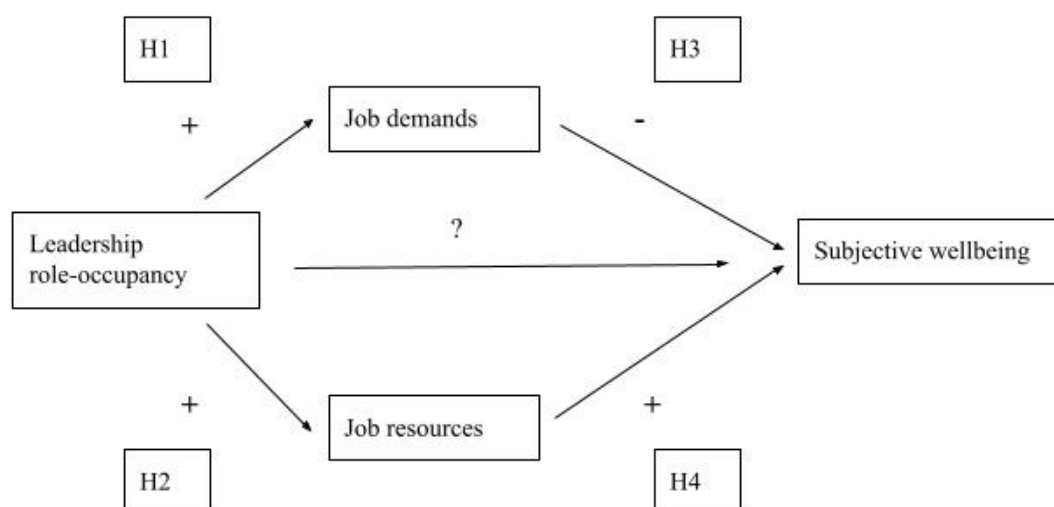 H1
H3
+
Job demands
-
Leadership
role-occupancy
?
Subjective wellbeing
+
Job resources
+
H2
H4